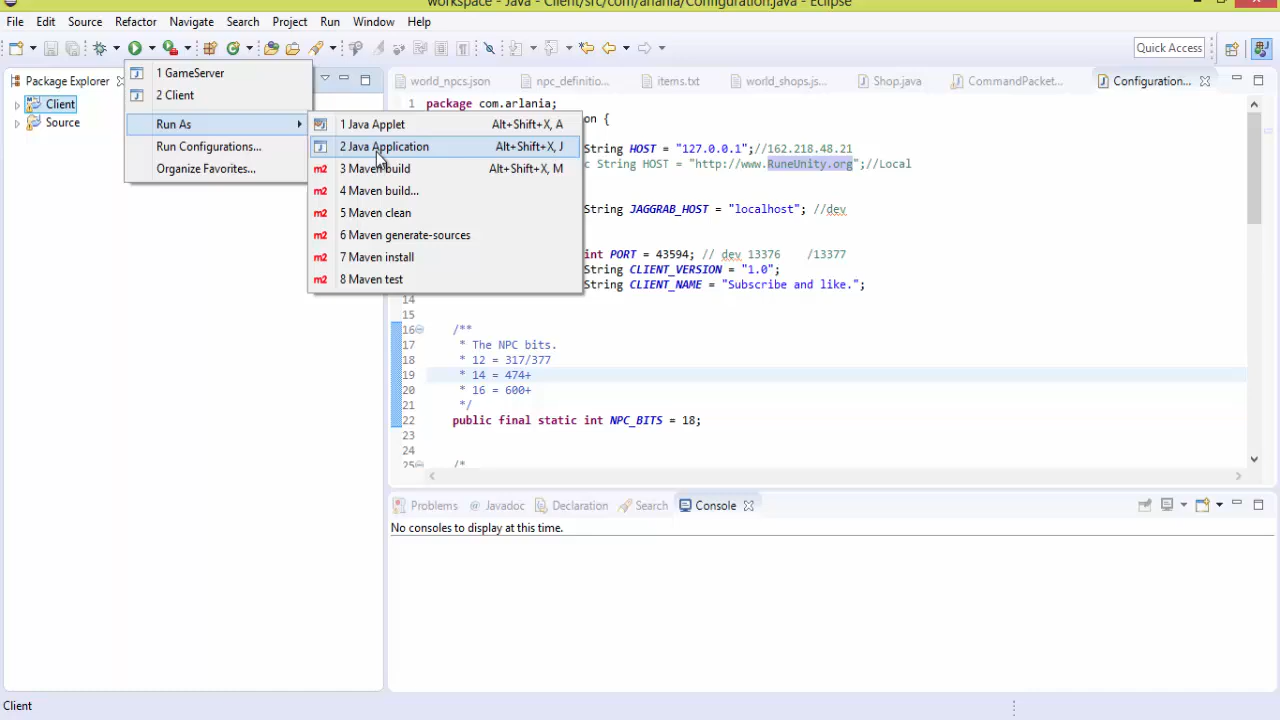 workspace - Java - Client/src/com/arlania/Configuration.java - Eclipse
File Edit Source Refactor Navigate Search Project Run Window Help
Quick Access
Package Explorer
Client
Source
1 GameServer
2 Client
Run As
Run Configurations...
Organize Favorites...
1 Java Applet Alt+Shift+X, A
2 Java Application Alt+Shift+X, J
3 Maven build Alt+Shift+X, M
4 Maven build...
5 Maven clean
6 Maven generate-sources
7 Maven install
8 Maven test
world_npcs.json npc_definitio... items.txt world_shops.js... Shop.java CommandPacket... Configuration...
1 package com.arlania;
on {
String HOST = "127.0.0.1";//162.218.48.21
c String HOST = "http://www.RuneUnity.org";//Local
String JAGGRAB_HOST = "localhost"; //dev
int PORT = 43594; // dev 13376 /13377
String CLIENT_VERSION = "1.0";
String CLIENT_NAME = "Subscribe and like.";
14
15
16 /**
17 * The NPC bits.
18 * 12 = 317/377
19 * 14 = 474+
20 * 16 = 600+
21 */
22 public final static int NPC_BITS = 18;
23
24
25 /*
Problems Javadoc Declaration Search Console
No consoles to display at this time.
Client